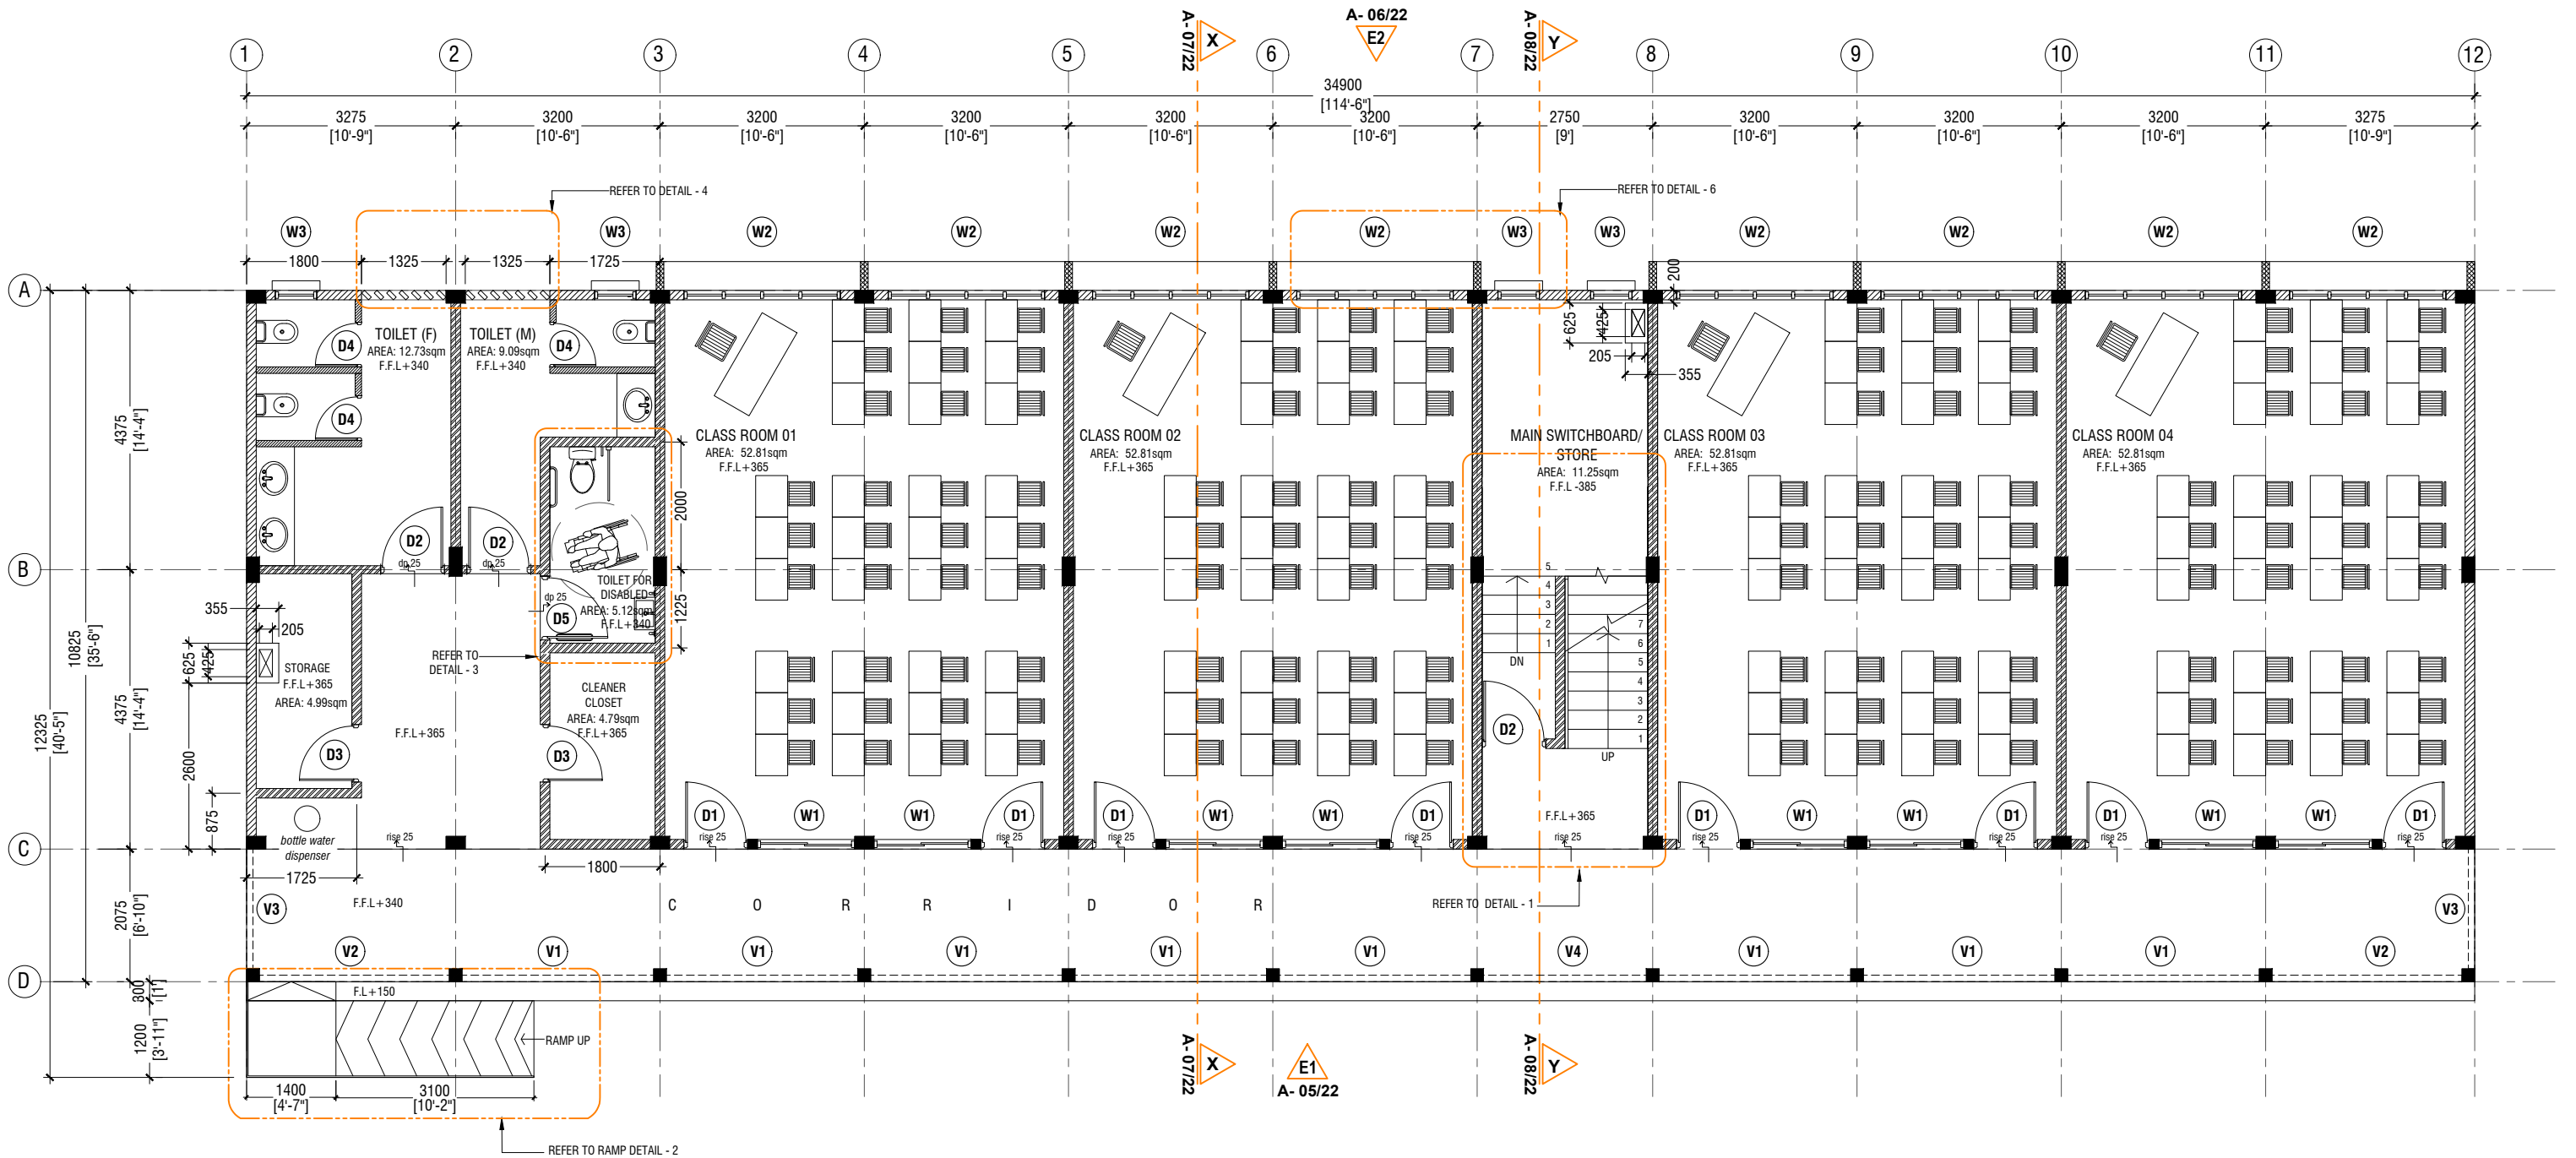 A- 07/22
X
A- 06/22
E2
A- 08/22
Y
1 2 3 4 5 6 7 8 9 10 11 12
34900
[114'-6"]
3275 3200 3200 3200 3200 3200 2750 3200 3200 3200 3275
[10'-9"] [10'-6"] [10'-6"] [10'-6"] [10'-6"] [10'-6"] [9'] [10'-6"] [10'-6"] [10'-6"] [10'-9"]
REFER TO DETAIL - 4
REFER TO DETAIL - 6
W3 W3 W2 W2 W2 W2 W3 W3 W2 W2 W2 W2
1800 1325 1325 1725
200
A
B
C
D
12325
[40'-5"]
10825
[35'-6"]
4375
[14'-4"]
4375
[14'-4"]
2075
[6'-10"]
300
[1']
1200
[3'-11"]
TOILET (F)
AREA: 12.73sqm
F.F.L+340
TOILET (M)
AREA: 9.09sqm
F.F.L+340
D4
D4
D4
D2
dp 25
D2
dp 25
625
425
205
355
CLASS ROOM 01
AREA: 52.81sqm
F.F.L+365
CLASS ROOM 02
AREA: 52.81sqm
F.F.L+365
MAIN SWITCHBOARD/
STORE
AREA: 11.25sqm
F.F.L -385
CLASS ROOM 03
AREA: 52.81sqm
F.F.L+365
CLASS ROOM 04
AREA: 52.81sqm
F.F.L+365
2000
1225
TOILET FOR
DISABLED
AREA: 5.12sqm
F.F.L+340
dp 25
D5
REFER TO
DETAIL - 3
355
205
625
425
2600
875
STORAGE
F.F.L+365
AREA: 4.99sqm
D3
F.F.L+365
CLEANER
CLOSET
AREA: 4.79sqm
F.F.L+365
D3
5
4
3
2
1
DN
7
6
5
4
3
2
1
UP
D2
F.F.L+365
rise 25
bottle water
dispenser
rise 25
D1 W1 W1 D1 D1 W1 W1 D1 D1 W1 W1 D1 D1 W1 W1 D1
rise 25 rise 25 rise 25 rise 25 rise 25 rise 25 rise 25 rise 25
1725
1800
V3
F.F.L+340
C O R R I D O R
REFER TO DETAIL - 1
V3
V2 V1 V1 V1 V1 V1 V4 V1 V1 V1 V2
F.L+150
RAMP UP
1400
[4'-7"]
3100
[10'-2"]
REFER TO RAMP DETAIL - 2
A- 07/22
X
E1
A- 05/22
A- 08/22
Y